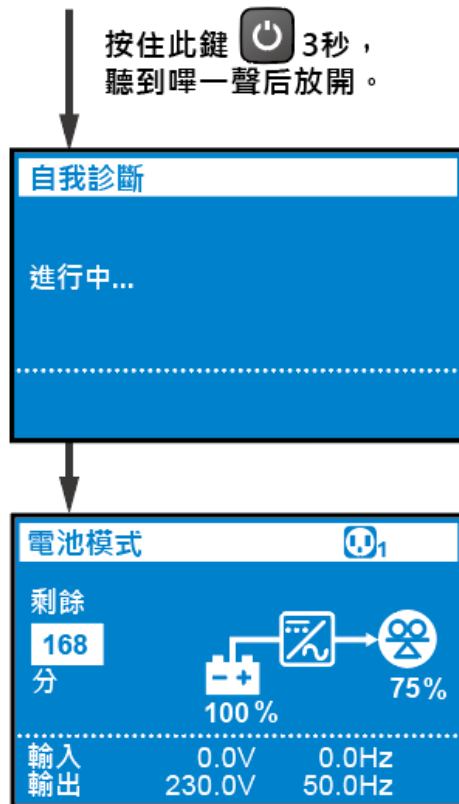 按住此鍵 3秒，
聽到嗶一聲后放開。
自我診斷
進行中...
電池模式 1
剩餘
168
分
75%
100%
輸入 0.0V 0.0Hz
輸出 230.0V 50.0Hz